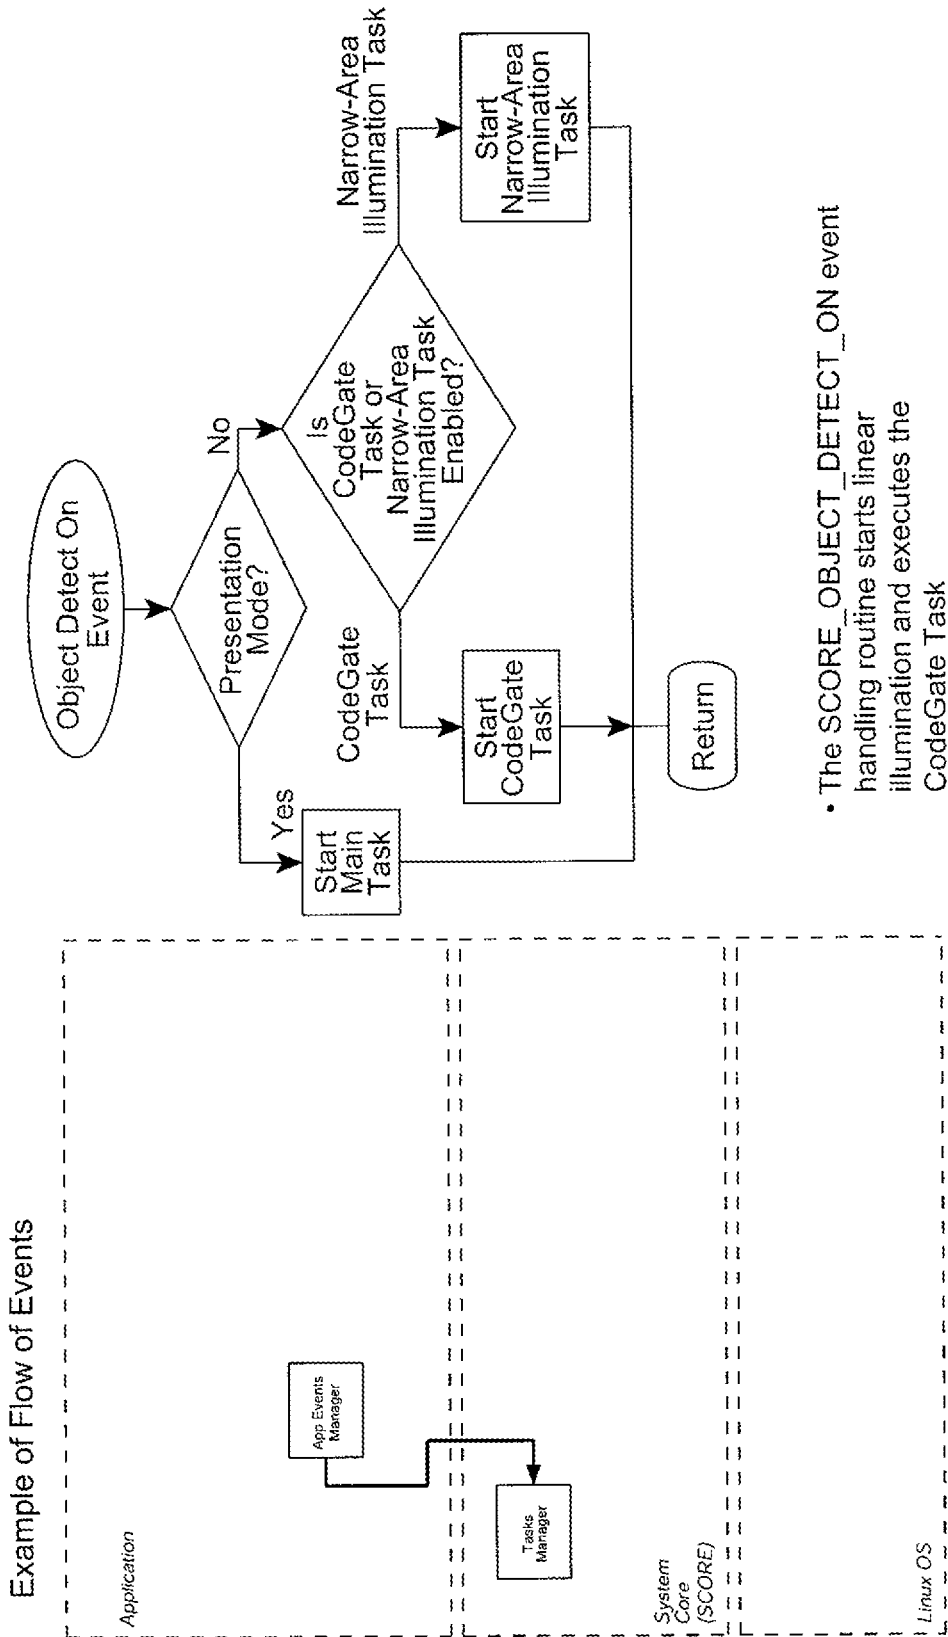 Example of Flow of Events
Application
App Events
Manager
Tasks
Manager
System
Core
(SCORE)
Linux OS
Object Detect On
Event
Presentation
Mode?
Yes
No
Start
Main
Task
Is
CodeGate
Task or
Narrow-Area
Illumination Task
Enabled?
CodeGate
Task
Narrow-Area
Illumination Task
Start
CodeGate
Task
Start
Narrow-Area
Illumination
Task
Return
• The SCORE_OBJECT_DETECT_ON event
handling routine starts linear
illumination and executes the
CodeGate Task